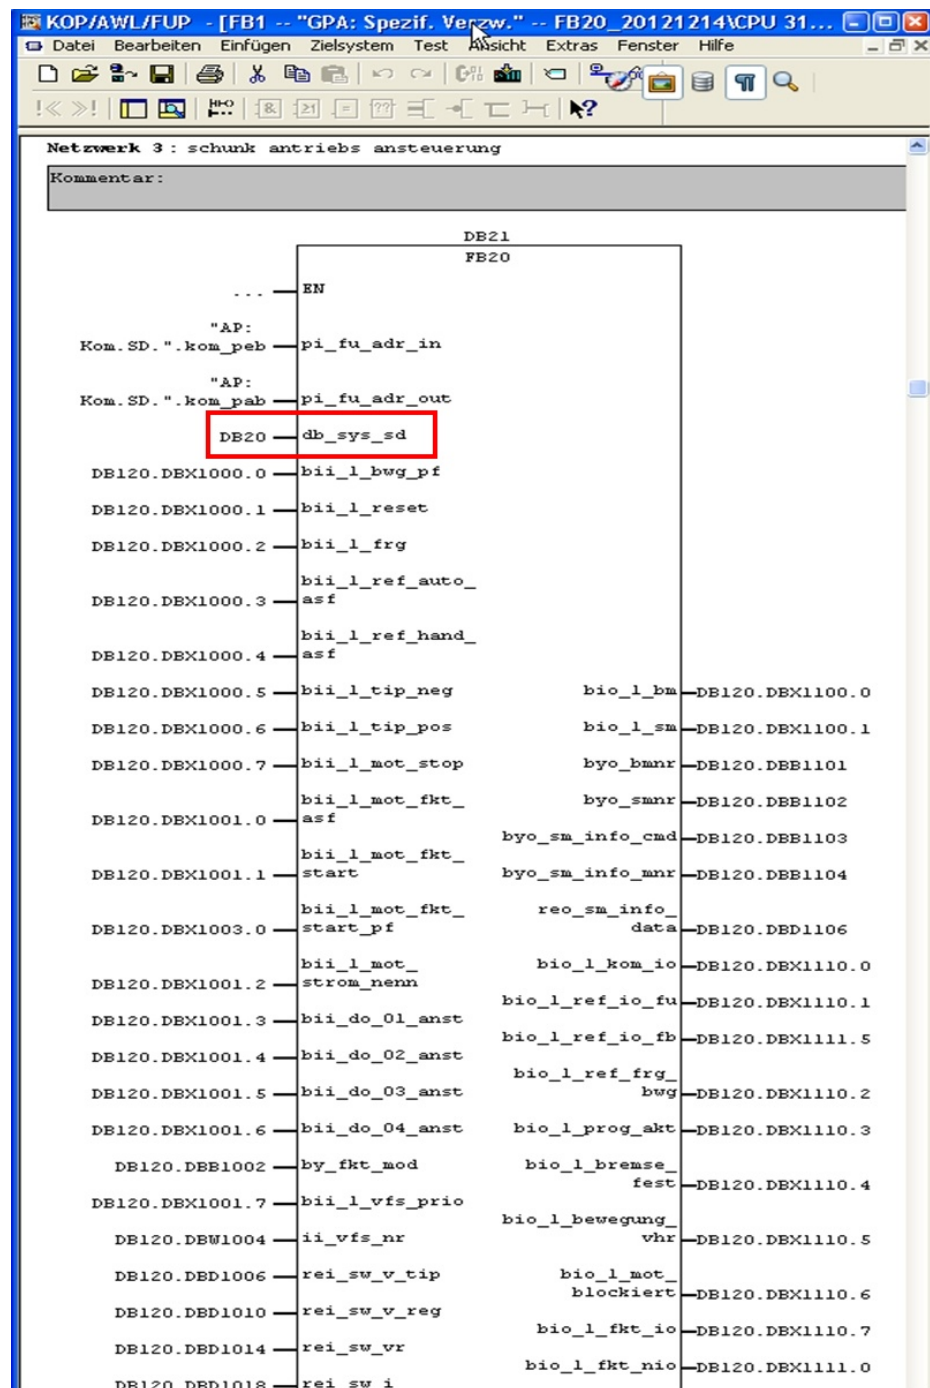 KOP/AWL/FUP - [FB1 -- "GPA: Spezif. Verzw." -- FB20_20121214\CPU 31...
Datei Bearbeiten Einfügen Zielsystem Test Ansicht Extras Fenster Hilfe
Netzwerk 3: schunk antriebs ansteuerung
Kommentar:
DB21
FB20
... EN
"AP:
Kom.SD.".kom_peb pi_fu_adr_in
"AP:
Kom.SD.".kom_pab pi_fu_adr_out
DB20 db_sys_sd
DB120.DBX1000.0 bii_l_bwg_pf
DB120.DBX1000.1 bii_l_reset
DB120.DBX1000.2 bii_l_frg
bii_l_ref_auto_
DB120.DBX1000.3 asf
bii_l_ref_hand_
DB120.DBX1000.4 asf
DB120.DBX1000.5 bii_l_tip_neg bio_l_bm DB120.DBX1100.0
DB120.DBX1000.6 bii_l_tip_pos bio_l_sm DB120.DBX1100.1
DB120.DBX1000.7 bii_l_mot_stop byo_bmnr DB120.DBB1101
bii_l_mot_fkt_ byo_smnr DB120.DBB1102
DB120.DBX1001.0 asf
byo_sm_info_cmd DB120.DBB1103
bii_l_mot_fkt_
DB120.DBX1001.1 start byo_sm_info_mnr DB120.DBB1104
bii_l_mot_fkt_ reo_sm_info_
DB120.DBX1003.0 start_pf data DB120.DBD1106
bii_l_mot_ bio_l_kom_io DB120.DBX1110.0
DB120.DBX1001.2 strom_nenn
bio_l_ref_io_fu DB120.DBX1110.1
DB120.DBX1001.3 bii_do_01_anst
bio_l_ref_io_fb DB120.DBX1111.5
DB120.DBX1001.4 bii_do_02_anst
bio_l_ref_frg_
DB120.DBX1001.5 bii_do_03_anst bwg DB120.DBX1110.2
DB120.DBX1001.6 bii_do_04_anst bio_l_prog_akt DB120.DBX1110.3
DB120.DBB1002 by_fkt_mod bio_l_bremse_
fest DB120.DBX1110.4
DB120.DBX1001.7 bii_l_vfs_prio
bio_l_bewegung_
DB120.DBW1004 ii_vfs_nr vhr DB120.DBX1110.5
DB120.DBD1006 rei_sw_v_tip bio_l_mot_
blockiert DB120.DBX1110.6
DB120.DBD1010 rei_sw_v_reg
bio_l_fkt_io DB120.DBX1110.7
DB120.DBD1014 rei_sw_vr
bio_l_fkt_nio DB120.DBX1111.0
DB120.DBD1018 rei_sw_i